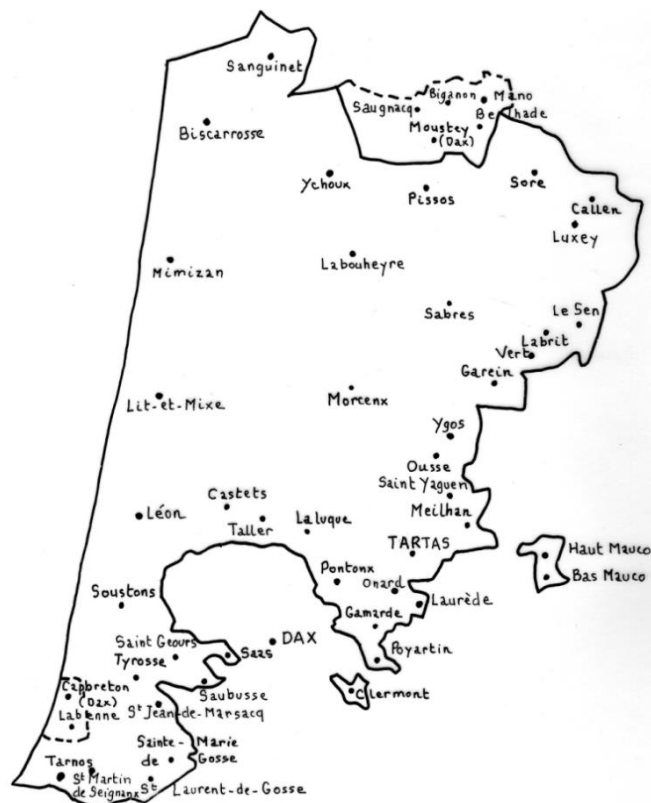 Sanguinet
Biganon
Mano
Saugnacq
Belhade
Biscarrosse
Moustey
(Dax)
Ychoux
Pissos
Sore
Callen
Luxey
Mimizan
Labouheyre
Sabres
Le Sen
Labrit
Vert
Garein
Lit-et-Mixe
Morcenx
Ygos
Ousse
Saint Yaguen
Castets
Léon
Taller
Laluque
Meilhan
TARTAS
Haut Mauco
Bas Mauco
Pontonx
Onard
Soustons
Laurède
Gamarde
DAX
Saint Geours
Saas
Tyrosse
Poyartin
Capbreton
(Dax)
Saubusse
Clermont
Labenne
St Jean-de-Marsacq
Sainte-Marie
de Gosse
Tarnos
St Martin
de Seignanx
St Laurent-de-Gosse